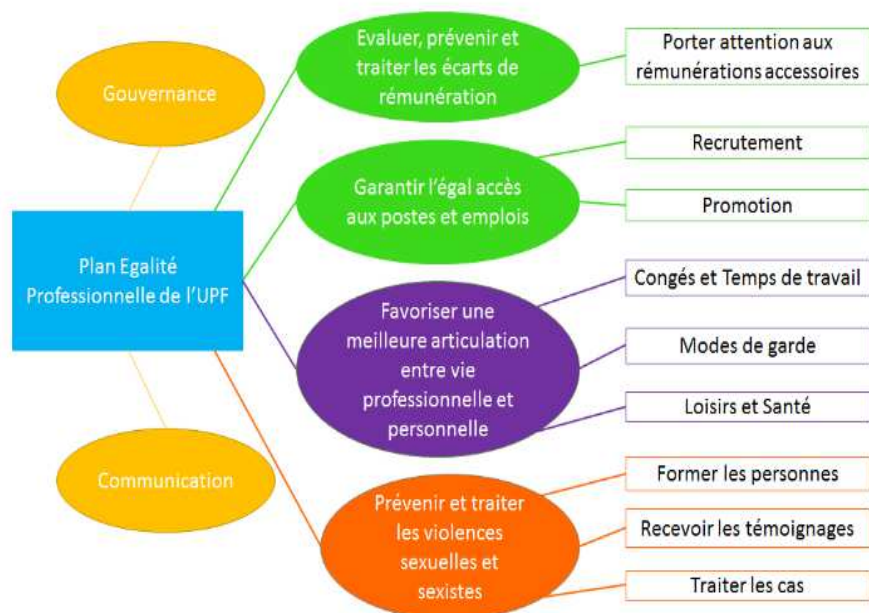 Gouvernance
Plan Egalité
Professionnelle de l'UPF
Communication
Evaluer, prévenir et
traiter les écarts de
rémunération
Porter attention aux
rémunérations accessoires
Garantir l'égal accès
aux postes et emplois
Recrutement
Promotion
Favoriser une
meilleure articulation
entre vie
professionnelle et
personnelle
Congés et Temps de travail
Modes de garde
Loisirs et Santé
Prévenir et traiter
les violences
sexuelles et
sexistes
Former les personnes
Recevoir les témoignages
Traiter les cas